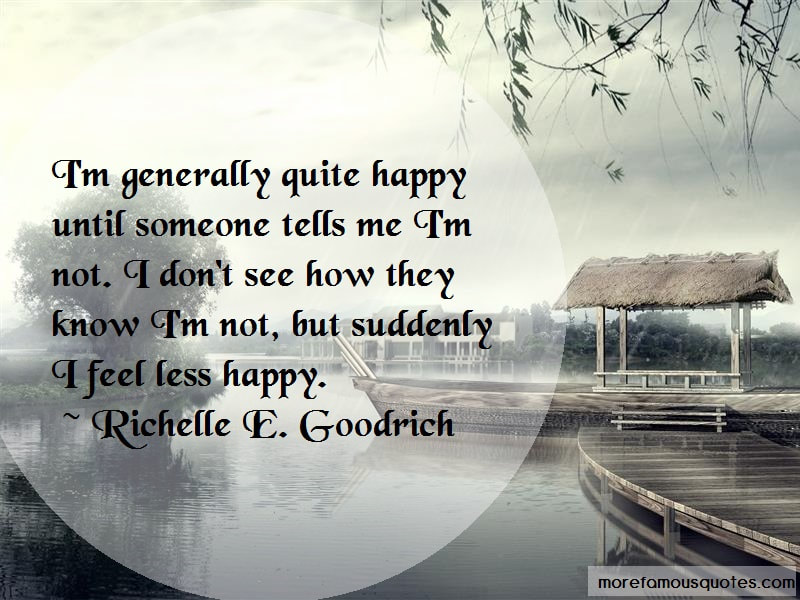 I'm generally quite happy
until someone tells me I'm
not. I don't see how they
know I'm not, but suddenly
I feel less happy.
~ Richelle E. Goodrich
morefamousquotes.com